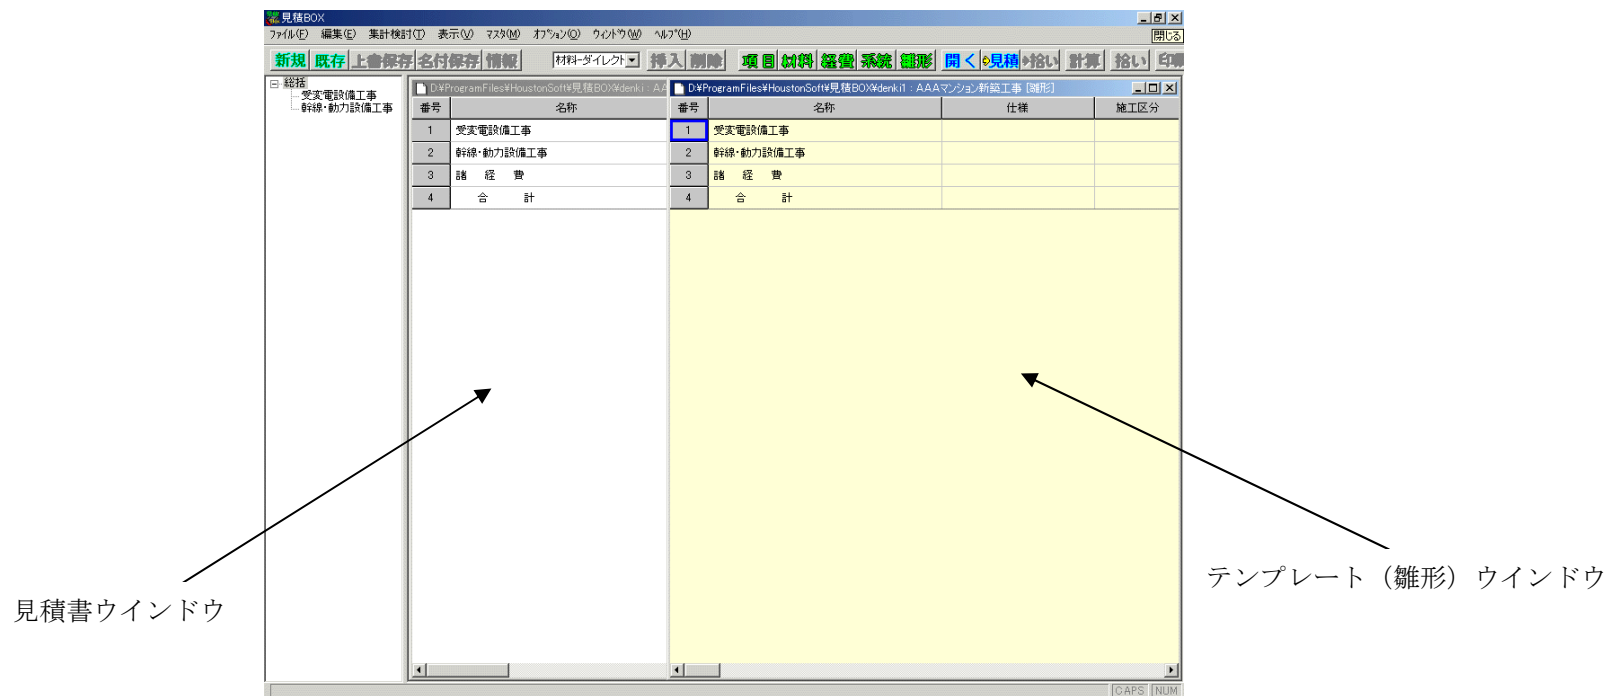 見積BOX
ファイル(F) 編集(E) 集計検討(T) 表示(V) マスタ(M) オプション(O) ウィンドウ(W) ヘルプ(H)
閉じる
新規 既存 上書保存 名付保存 情報 材料-ダイレクト 挿入 削除 項目 材料 経費 系統 雛形 開く 見積 拾い 計算 拾い 印刷
総括
受変電設備工事
幹線・動力設備工事
D:¥ProgramFiles¥HoustonSoft¥見積BOX¥denki : AA
番号 名称
1 受変電設備工事
2 幹線・動力設備工事
3 諸 経 費
4 合 計
D:¥ProgramFiles¥HoustonSoft¥見積BOX¥denki1 : AAAマンション新築工事 [雛形]
番号 名称 仕様 施工区分
1 受変電設備工事
2 幹線・動力設備工事
3 諸 経 費
4 合 計
見積書ウインドウ
テンプレート（雛形）ウインドウ
CAPS NUM